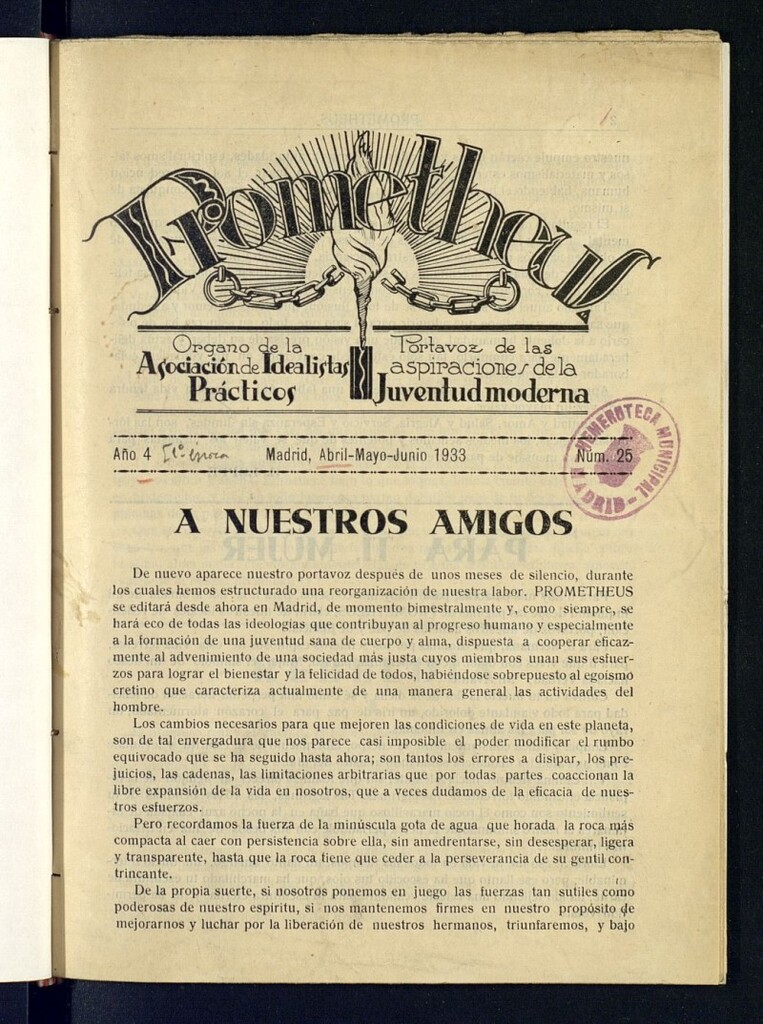 Prometheus
Organo de la
Asociación de Idealistas
Prácticos
Portavoz de las
aspiraciones de la
Juventud moderna
HEMEROTECA MUNICIPAL
MADRID
Año 4 IIª época Madrid, Abril-Mayo-Junio 1933 Núm. 25
A NUESTROS AMIGOS
De nuevo aparece nuestro portavoz después de unos meses de silencio, durante
los cuales hemos estructurado una reorganización de nuestra labor. PROMETHEUS
se editará desde ahora en Madrid, de momento bimestralmente y, como siempre, se
hará eco de todas las ideologías que contribuyan al progreso humano y especialmente
a la formación de una juventud sana de cuerpo y alma, dispuesta a cooperar eficaz-
mente al advenimiento de una sociedad más justa cuyos miembros unan sus esfuer-
zos para lograr el bienestar y la felicidad de todos, habiéndose sobrepuesto al egoísmo
cretino que caracteriza actualmente de una manera general las actividades del
hombre.
Los cambios necesarios para que mejoren las condiciones de vida en este planeta,
son de tal envergadura que nos parece casi imposible el poder modificar el rumbo
equivocado que se ha seguido hasta ahora; son tantos los errores a disipar, los pre-
juicios, las cadenas, las limitaciones arbitrarias que por todas partes coaccionan la
libre expansión de la vida en nosotros, que a veces dudamos de la eficacia de nues-
tros esfuerzos.
Pero recordamos la fuerza de la minúscula gota de agua que horada la roca más
compacta al caer con persistencia sobre ella, sin amedrentarse, sin desesperar, ligera
y transparente, hasta que la roca tiene que ceder a la perseverancia de su gentil con-
trincante.
De la propia suerte, si nosotros ponemos en juego las fuerzas tan sutiles como
poderosas de nuestro espíritu, si nos mantenemos firmes en nuestro propósito de
mejorarnos y luchar por la liberación de nuestros hermanos, triunfaremos, y bajo